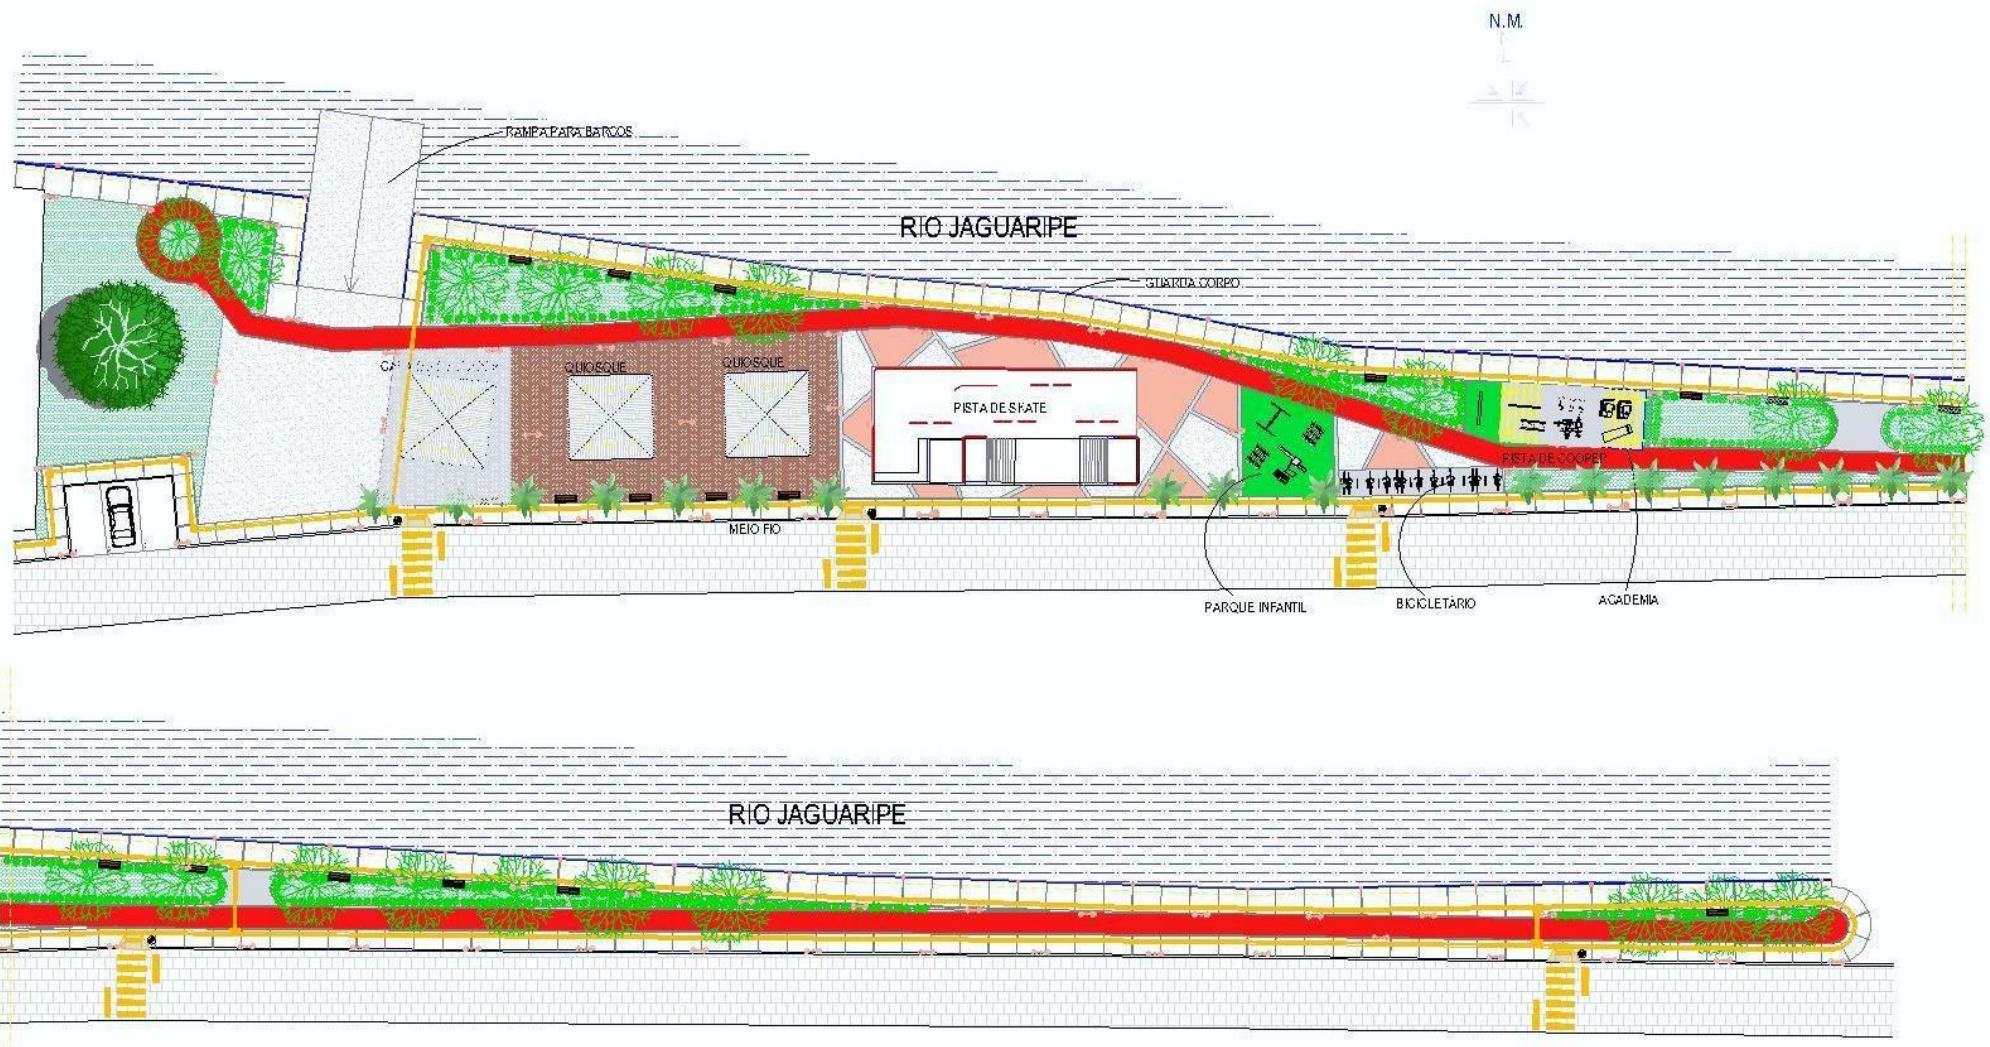 N.M.
RAMPA PARA BARCOS
RIO JAGUARIPE
GUARDA CORPO
QUIOSQUE
QUIOSQUE
PISTA DE SKATE
PISTA DE COOPER
MEIO FIO
PARQUE INFANTIL
BICICLETÁRIO
ACADEMIA
RIO JAGUARIPE